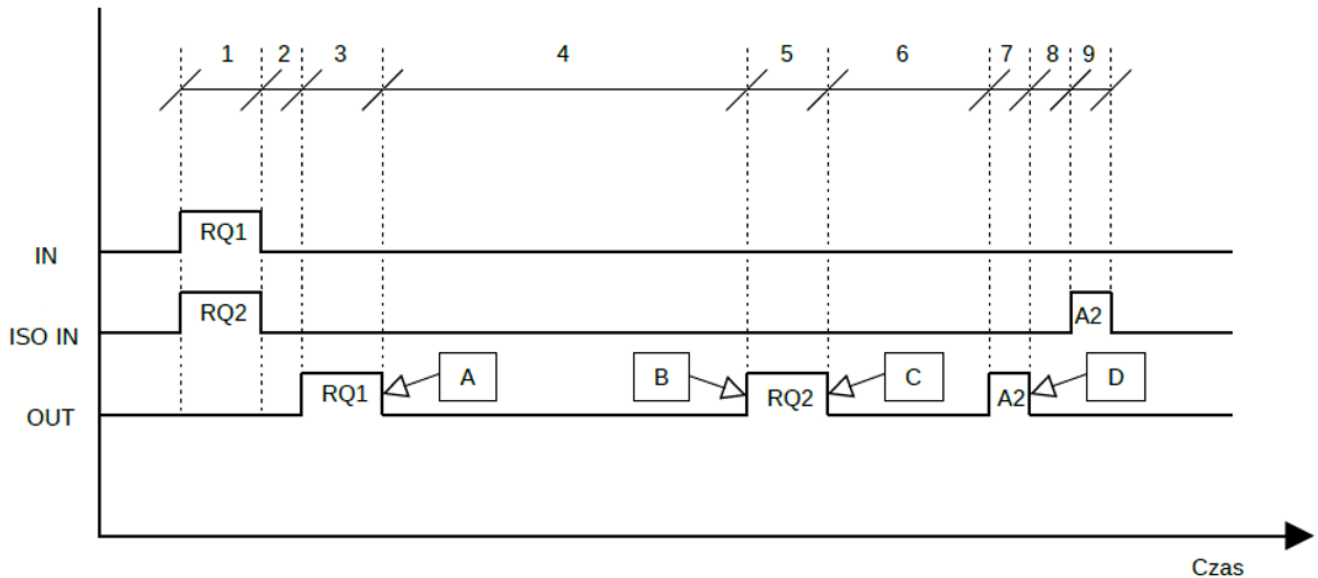 1 2 3 4 5 6 7 8 9
IN RQ1
ISO IN RQ2 A2
OUT RQ1 A B RQ2 C A2 D
Czas